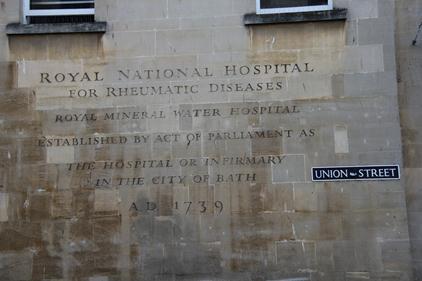 ROYAL NATIONAL HOSPITAL
FOR RHEUMATIC DISEASES
ROYAL MINERAL WATER HOSPITAL
ESTABLISHED BY ACT OF PARLIAMENT AS
THE HOSPITAL OR INFIRMARY
IN THE CITY OF BATH
A D 1739
UNION STREET